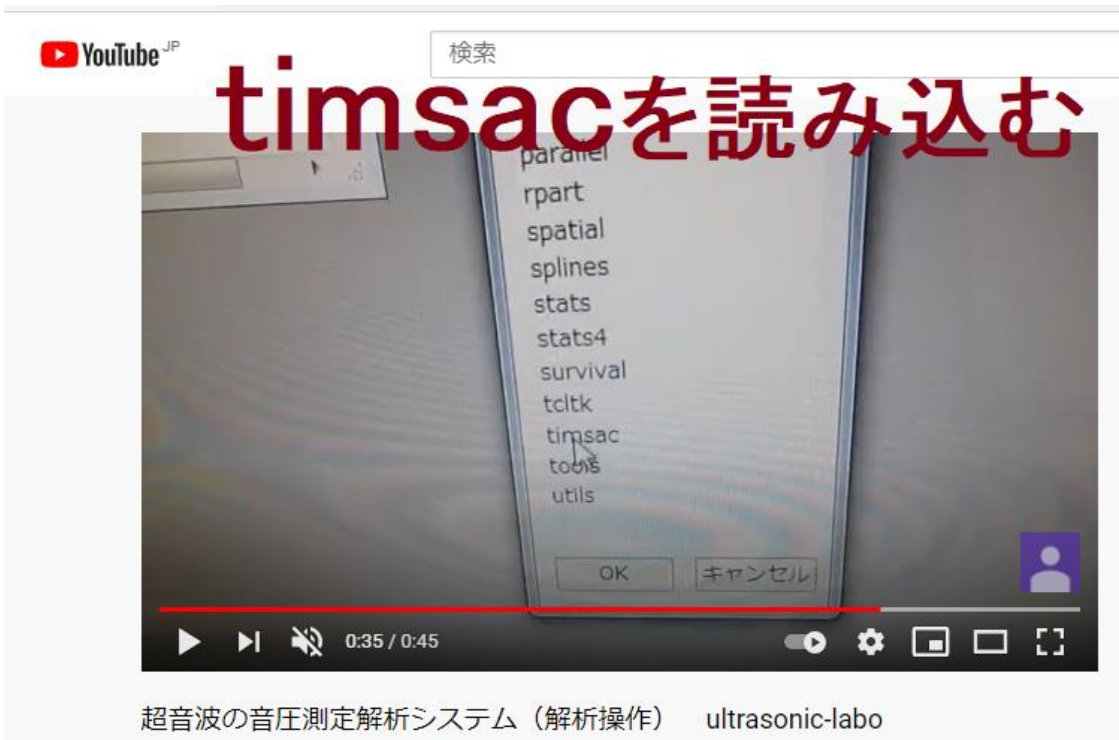 YouTube JP
検索
timsacを読み込む
parallel
rpart
spatial
splines
stats
stats4
survival
tcltk
timsac
tools
utils
OK キャンセル
0:35 / 0:45
超音波の音圧測定解析システム（解析操作） ultrasonic-labo